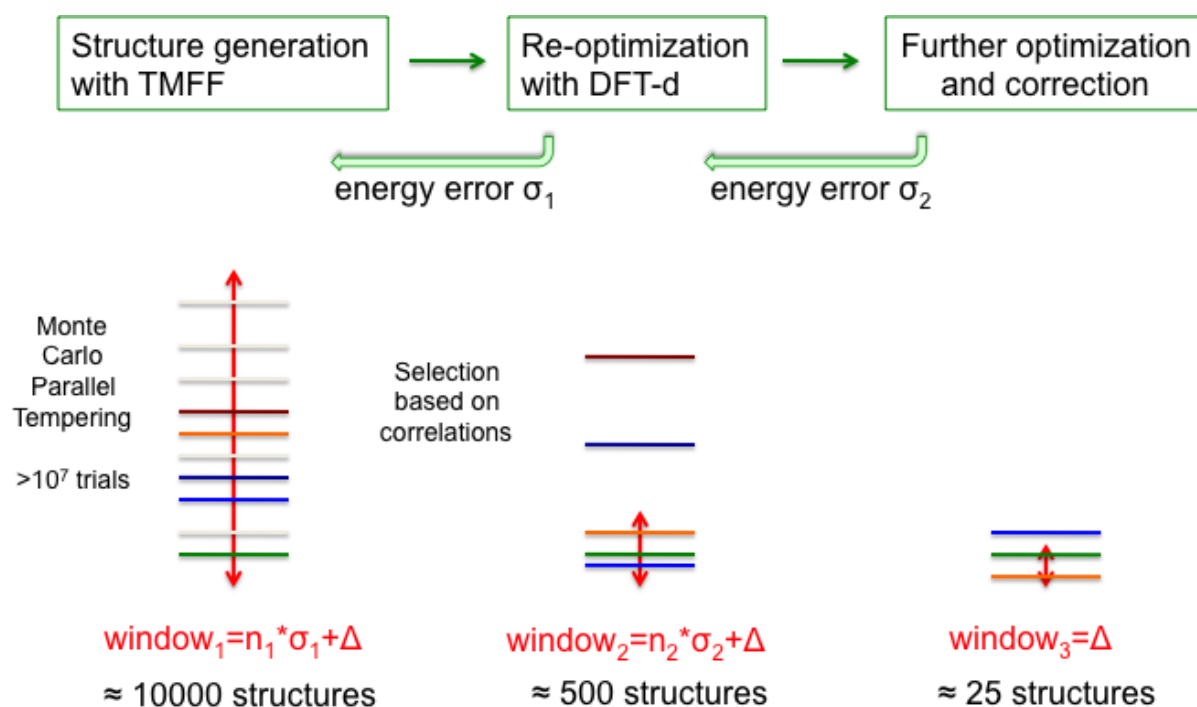 Structure generation
with TMFF
Re-optimization
with DFT-d
Further optimization
and correction
energy error σ₁
energy error σ₂
Monte
Carlo
Parallel
Tempering
>10⁷ trials
Selection
based on
correlations
window₁=n₁*σ₁+Δ
≈ 10000 structures
window₂=n₂*σ₂+Δ
≈ 500 structures
window₃=Δ
≈ 25 structures